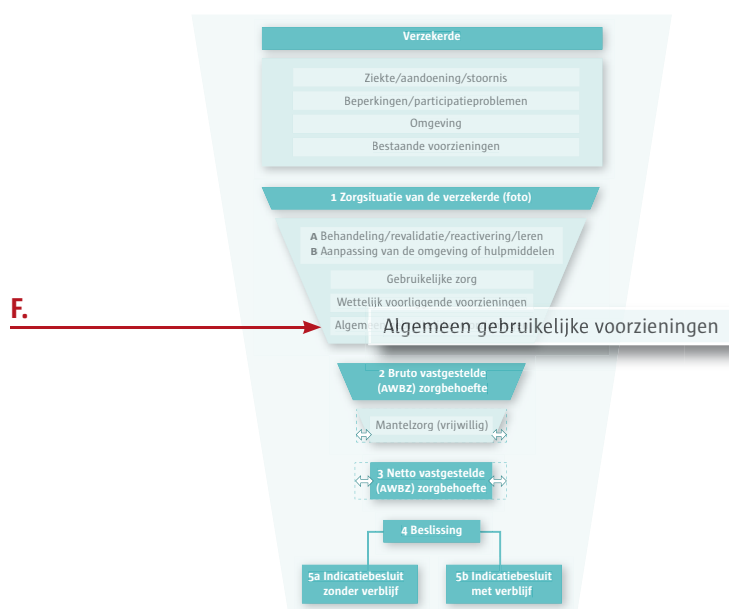 Verzekerde
Ziekte/aandoening/stoornis
Beperkingen/participatieproblemen
Omgeving
Bestaande voorzieningen
1 Zorgsituatie van de verzekerde (foto)
A Behandeling/revalidatie/reactivering/leren
B Aanpassing van de omgeving of hulpmiddelen
Gebruikelijke zorg
Wettelijk voorliggende voorzieningen
F.
Algemeen gebruikelijke voorzieningen
2 Bruto vastgestelde
(AWBZ) zorgbehoefte
Mantelzorg (vrijwillig)
3 Netto vastgestelde
(AWBZ) zorgbehoefte
4 Beslissing
5a Indicatiebesluit
zonder verblijf
5b Indicatiebesluit
met verblijf